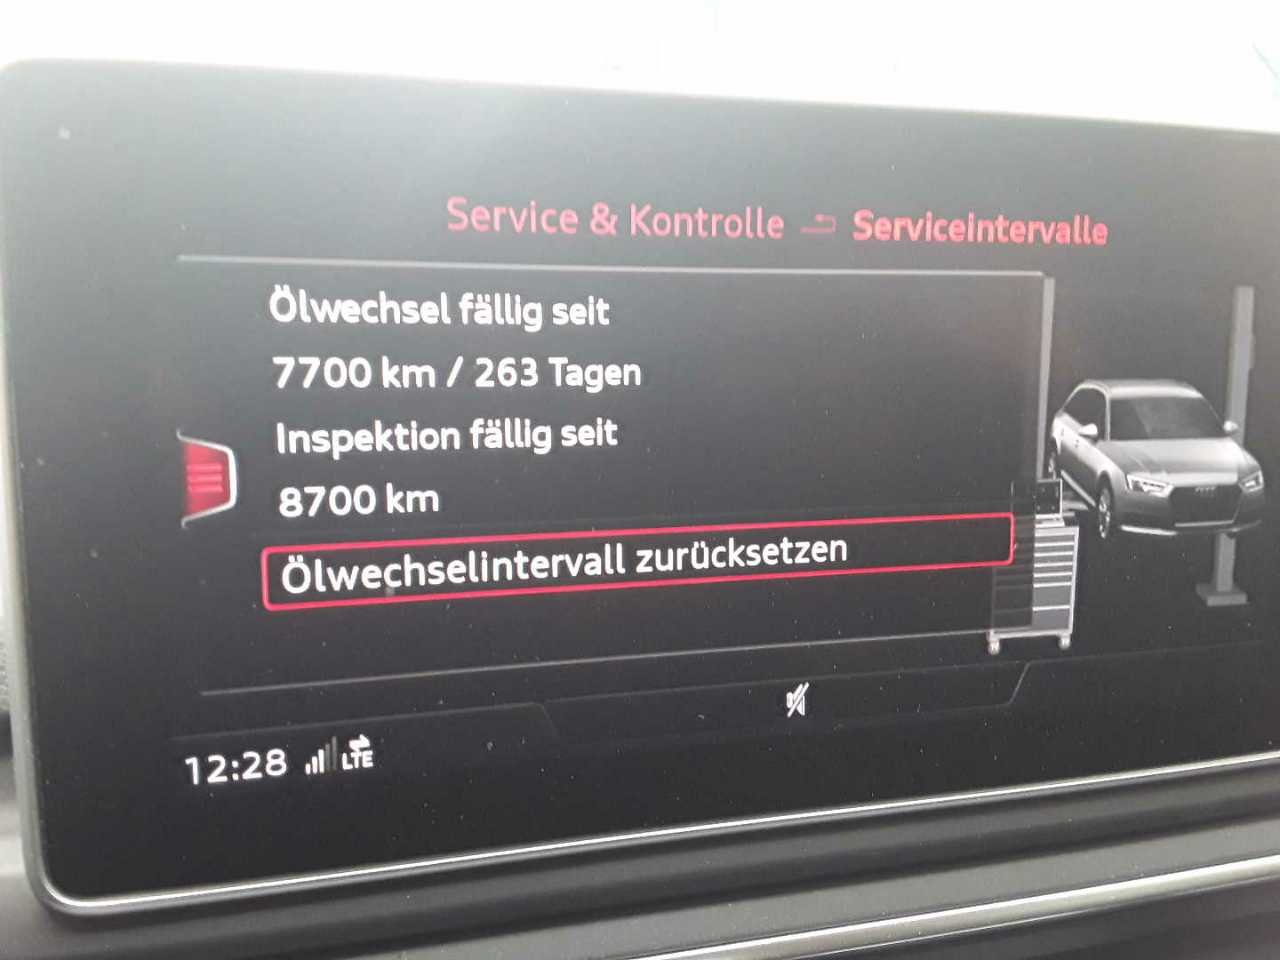 Service & Kontrolle Serviceintervalle
Ölwechsel fällig seit
7700 km / 263 Tagen
Inspektion fällig seit
8700 km
Ölwechselintervall zurücksetzen
12:28 LTE